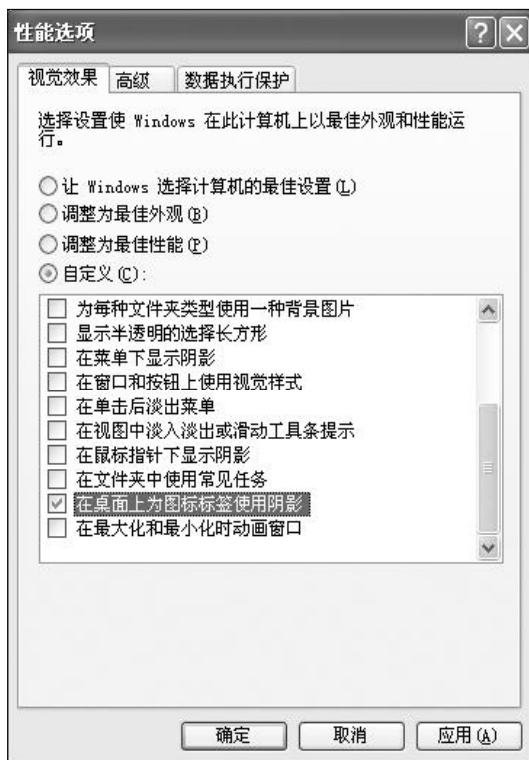 性能选项
视觉效果 高级 数据执行保护
选择设置使 Windows 在此计算机上以最佳外观和性能运
行。
让 Windows 选择计算机的最佳设置(L)
调整为最佳外观(B)
调整为最佳性能(P)
自定义(C):
为每种文件夹类型使用一种背景图片
显示半透明的选择长方形
在菜单下显示阴影
在窗口和按钮上使用视觉样式
在单击后淡出菜单
在视图中淡入淡出或滑动工具条提示
在鼠标指针下显示阴影
在文件夹中使用常见任务
在桌面上为图标标签使用阴影
在最大化和最小化时动画窗口
确定 取消 应用(A)